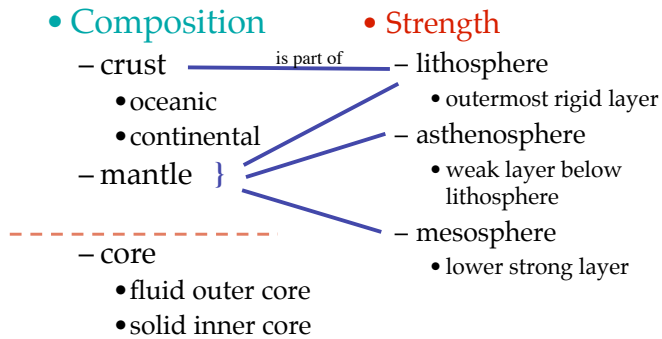 • Composition
– crust
• oceanic
• continental
– mantle }
– core
• fluid outer core
• solid inner core
is part of
• Strength
– lithosphere
• outermost rigid layer
– asthenosphere
• weak layer below
lithosphere
– mesosphere
• lower strong layer